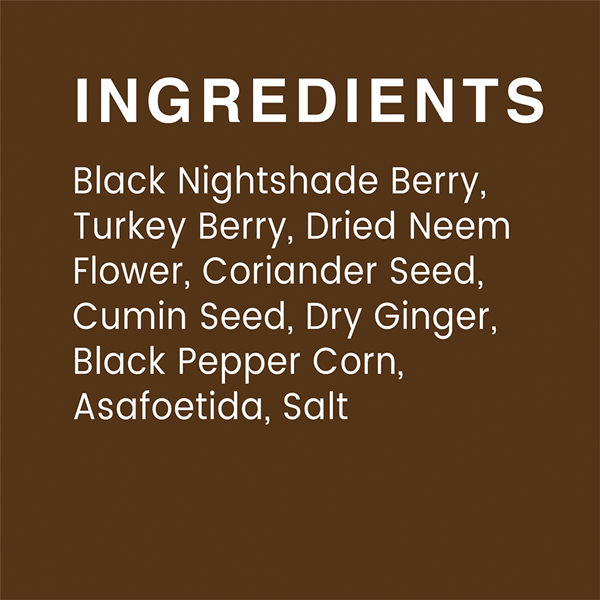 INGREDIENTS
Black Nightshade Berry,
Turkey Berry, Dried Neem
Flower, Coriander Seed,
Cumin Seed, Dry Ginger,
Black Pepper Corn,
Asafoetida, Salt